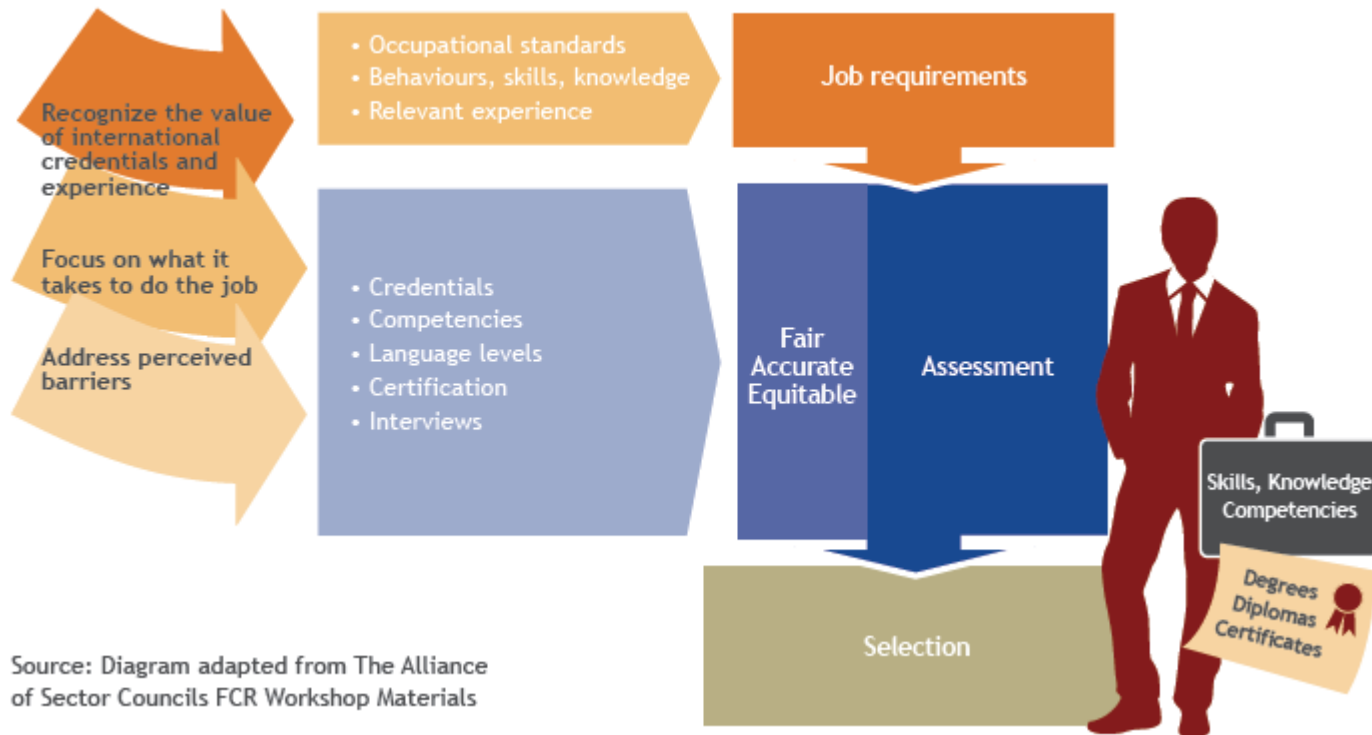 Recognize the value
of international
credentials and
experience
Focus on what it
takes to do the job
Address perceived
barriers
• Occupational standards
• Behaviours, skills, knowledge
• Relevant experience
Job requirements
• Credentials
• Competencies
• Language levels
• Certification
• Interviews
Fair
Accurate
Equitable
Assessment
Selection
Skills, Knowledge
Competencies
Degrees
Diplomas
Certificates
Source: Diagram adapted from The Alliance
of Sector Councils FCR Workshop Materials